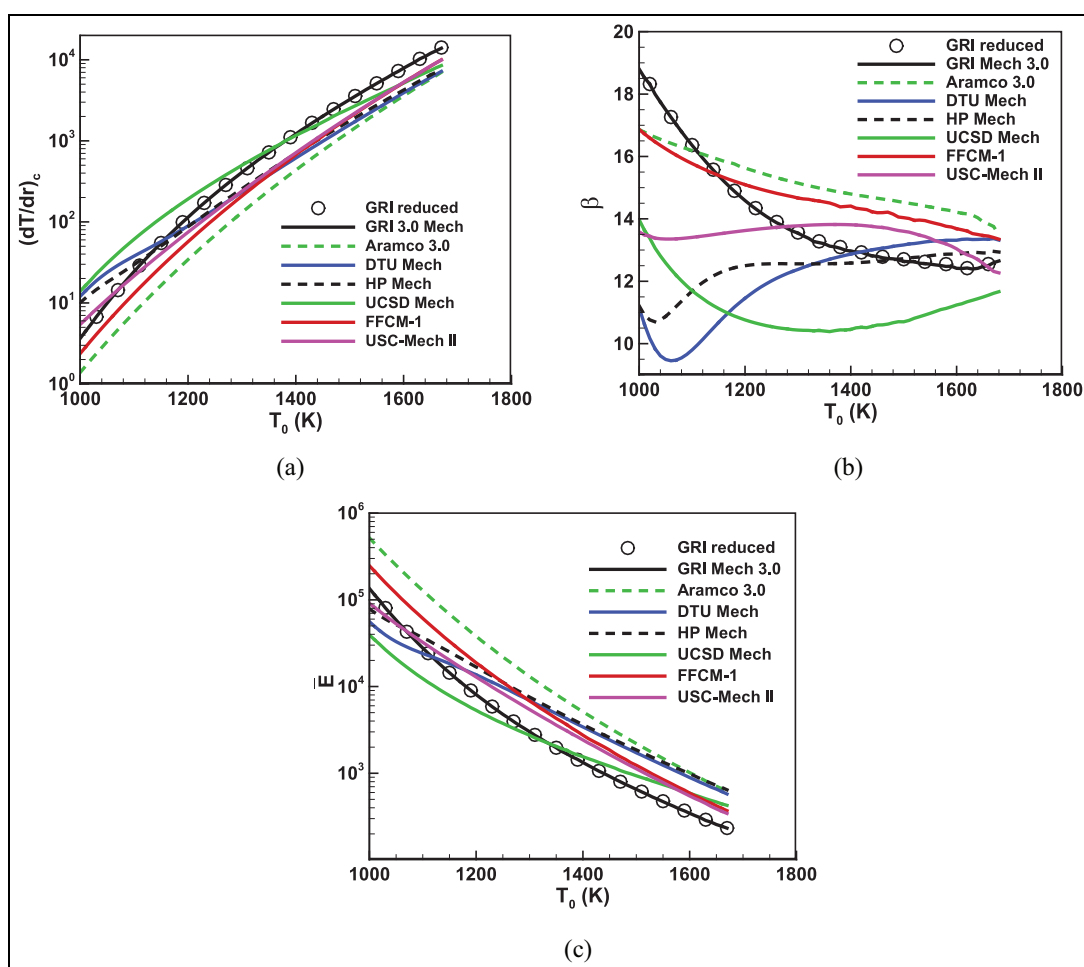 (dT/dr)c
10⁴
10³
10²
10¹
10⁰
1000 1200 1400 1600 1800
T₀ (K)
GRI reduced
GRI 3.0 Mech
Aramco 3.0
DTU Mech
HP Mech
UCSD Mech
FFCM-1
USC-Mech II
(a)
β
20
18
16
14
12
10
1000 1200 1400 1600 1800
T₀ (K)
GRI reduced
GRI Mech 3.0
Aramco 3.0
DTU Mech
HP Mech
UCSD Mech
FFCM-1
USC-Mech II
(b)
E̅
10⁶
10⁵
10⁴
10³
1000 1200 1400 1600 1800
T₀ (K)
GRI reduced
GRI Mech 3.0
Aramco 3.0
DTU Mech
HP Mech
UCSD Mech
FFCM-1
USC-Mech II
(c)